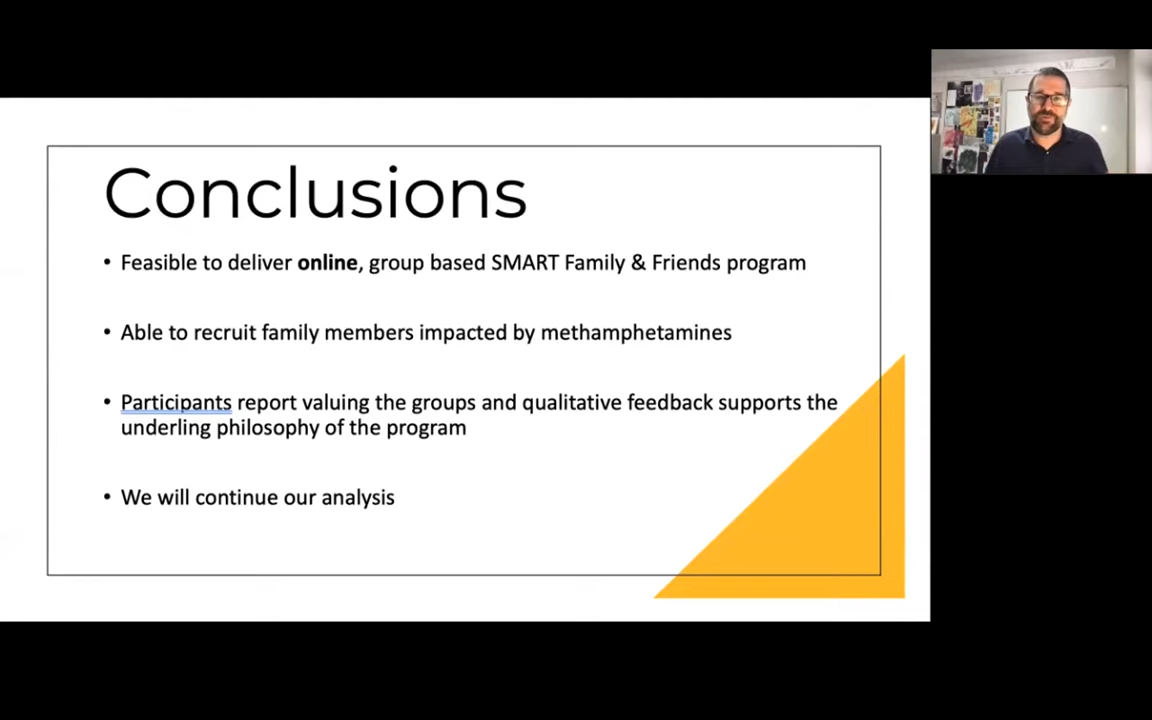 Conclusions
• Feasible to deliver online, group based SMART Family & Friends program
• Able to recruit family members impacted by methamphetamines
• Participants report valuing the groups and qualitative feedback supports the
underling philosophy of the program
• We will continue our analysis